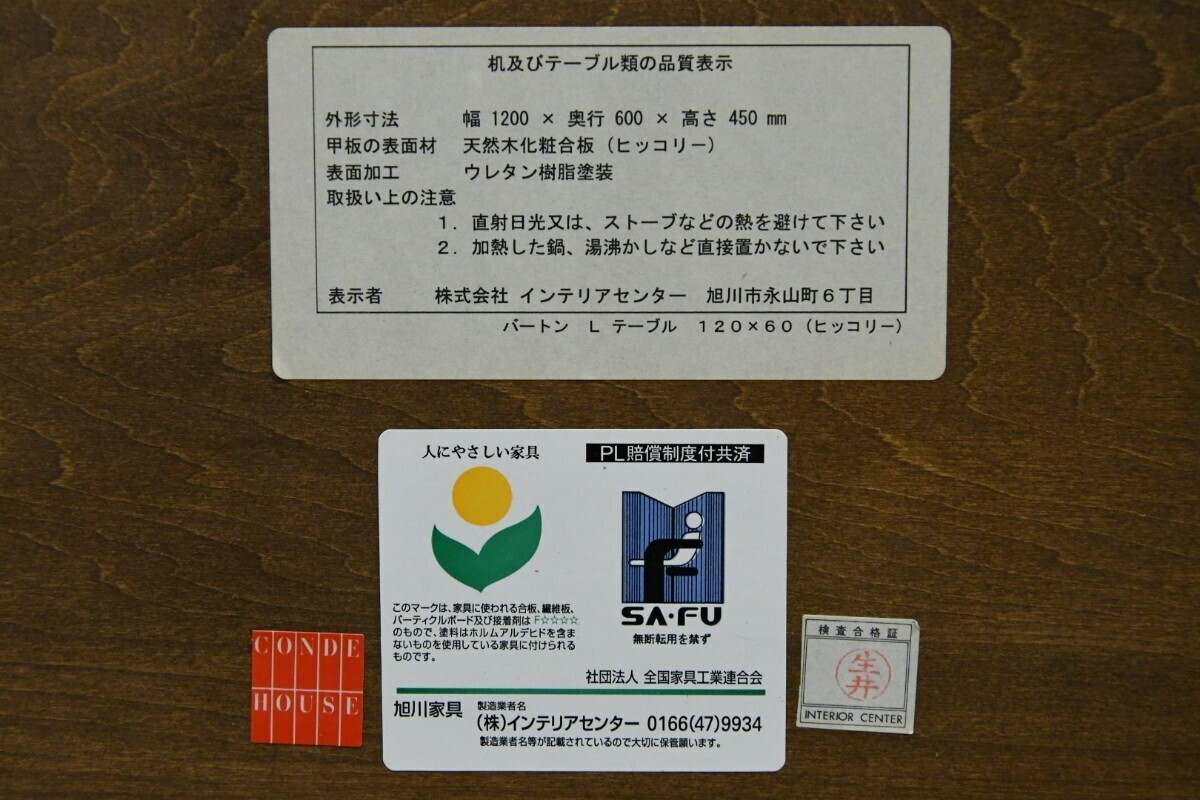 机及びテーブル類の品質表示
外形寸法 幅 1200 × 奥行 600 × 高さ 450 mm
甲板の表面材 天然木化粧合板（ヒッコリー）
表面加工 ウレタン樹脂塗装
取扱い上の注意
1. 直射日光又は、ストーブなどの熱を避けて下さい
2. 加熱した鍋、湯沸かしなど直接置かないで下さい
表示者 株式会社 インテリアセンター 旭川市永山町６丁目
バートン Ｌ テーブル １２０×６０（ヒッコリー）
人にやさしい家具
PL賠償制度付共済
このマークは、家具に使われる合板、繊維板、
パーティクルボード及び接着剤は F☆☆☆☆
のもので、塗料はホルムアルデヒドを含ま
ないものを使用している家具に付けられる
ものです。
F
SA・FU
無断転用を禁ず
社団法人 全国家具工業連合会
旭川家具 製造業者名
(株)インテリアセンター 0166(47)9934
製造業者名等が記載されているので大切に保管願います。
CONDE
HOUSE
検査合格証
生井
INTERIOR CENTER